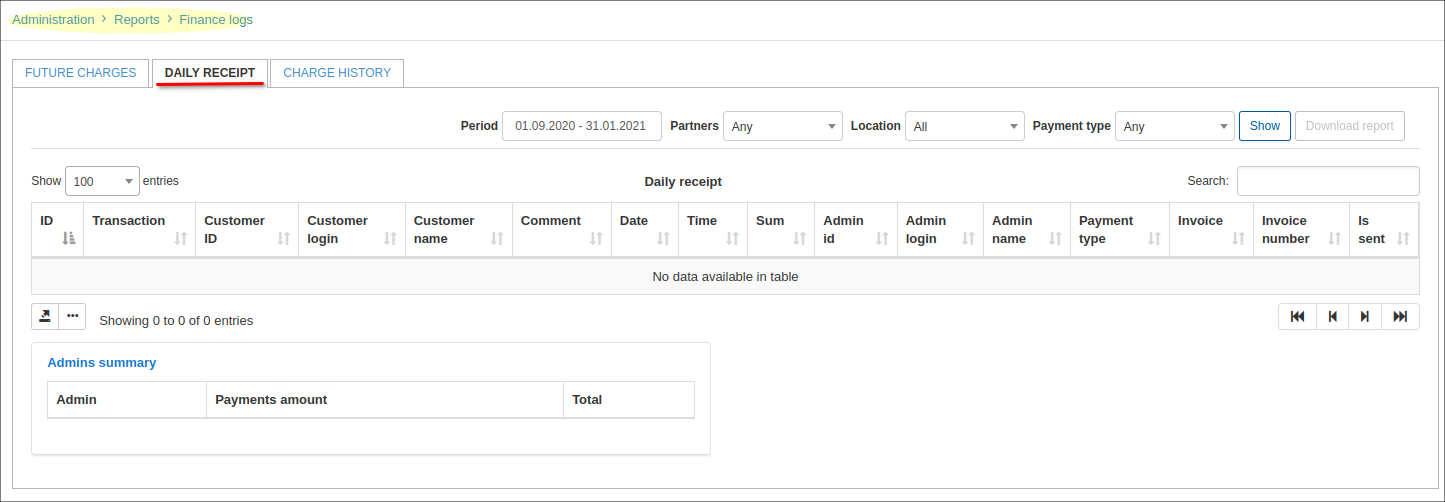 Administration > Reports > Finance logs
FUTURE CHARGES DAILY RECEIPT CHARGE HISTORY
Period 01.09.2020 - 31.01.2021 Partners Any Location All Payment type Any Show Download report
Show 100 entries Daily receipt Search:
ID Transaction Customer ID Customer login Customer name Comment Date Time Sum Admin id Admin login Admin name Payment type Invoice Invoice number Is sent
No data available in table
Showing 0 to 0 of 0 entries
Admins summary
Admin Payments amount Total